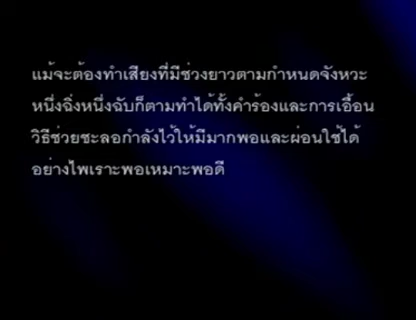 แม้จะต้องทำเสียงที่มีช่วงยาวตามกำหนดจังหวะ
หนึ่งฉิ่งหนึ่งฉับก็ตามทำได้ทั้งคำร้องและการเอื้อน
วิธีช่วยชะลอกำลังไว้ให้มีมากพอและผ่อนใช้ได้
อย่างไพเราะพอเหมาะพอดี